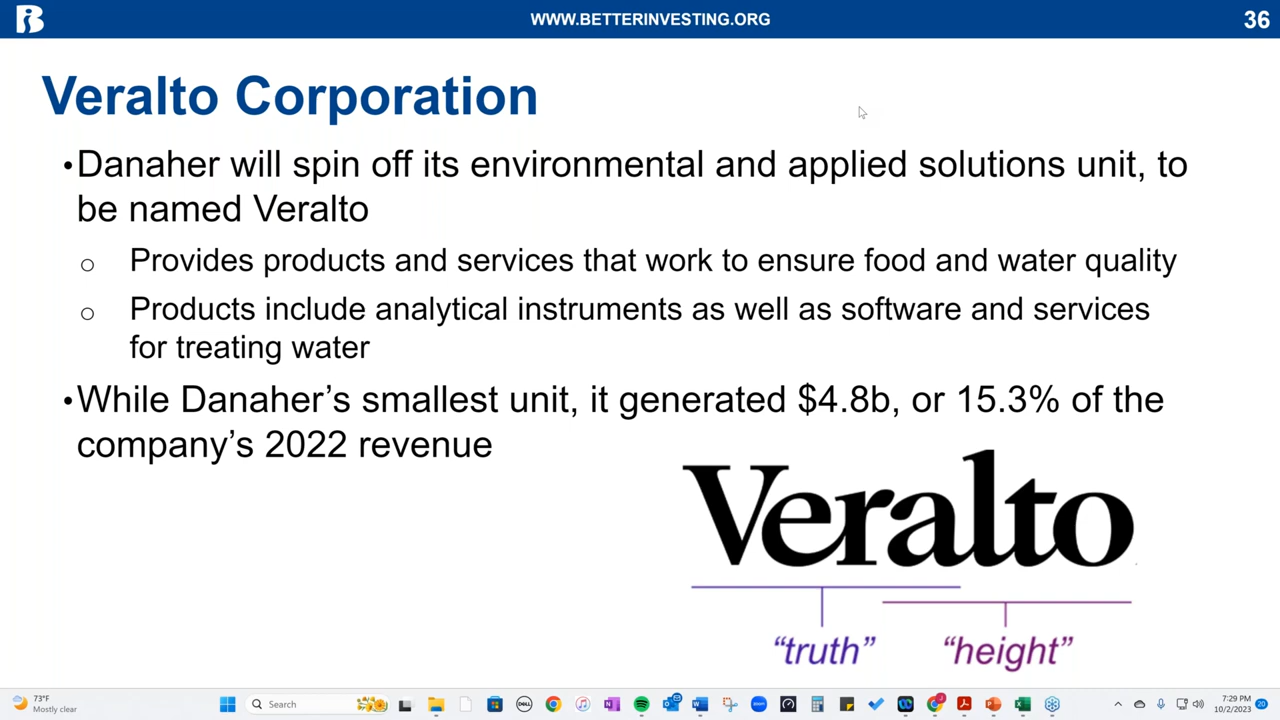 WWW.BETTERINVESTING.ORG
36
Veralto Corporation
•Danaher will spin off its environmental and applied solutions unit, to
be named Veralto
o Provides products and services that work to ensure food and water quality
o Products include analytical instruments as well as software and services
for treating water
•While Danaher’s smallest unit, it generated $4.8b, or 15.3% of the
company’s 2022 revenue
Veralto
“truth” “height”
73°F
Mostly clear
Search
7:29 PM
10/2/2023
20